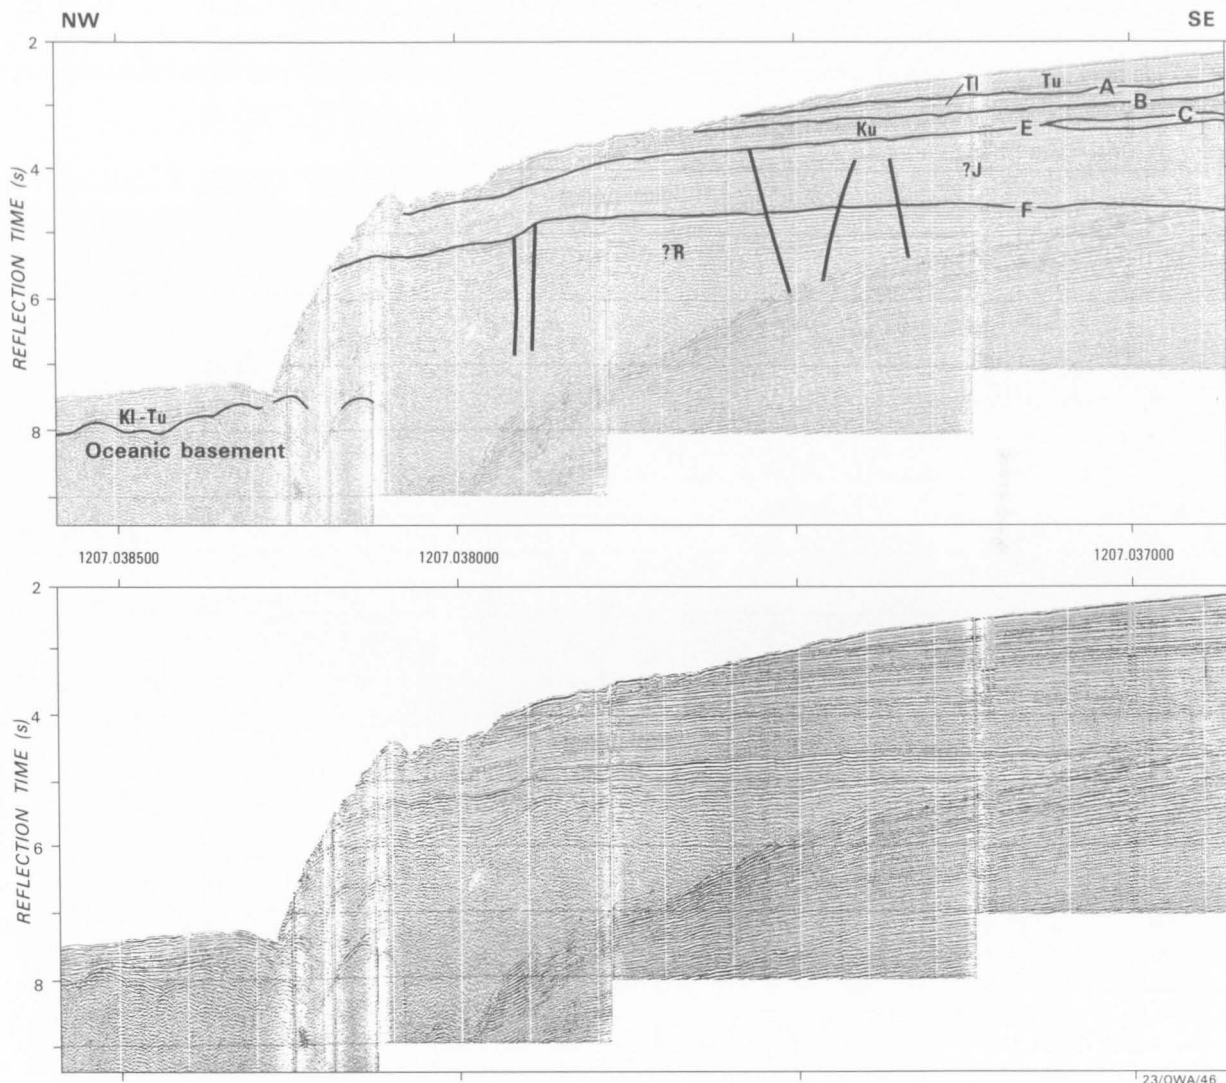 NW SE
2
Tl Tu A
B
C
Ku E
4
?J
F
?R
6
REFLECTION TIME (s)
Kl-Tu
8
Oceanic basement
1207.038500 1207.038000 1207.037000
2
4
REFLECTION TIME (s)
6
8
23/OWA/46